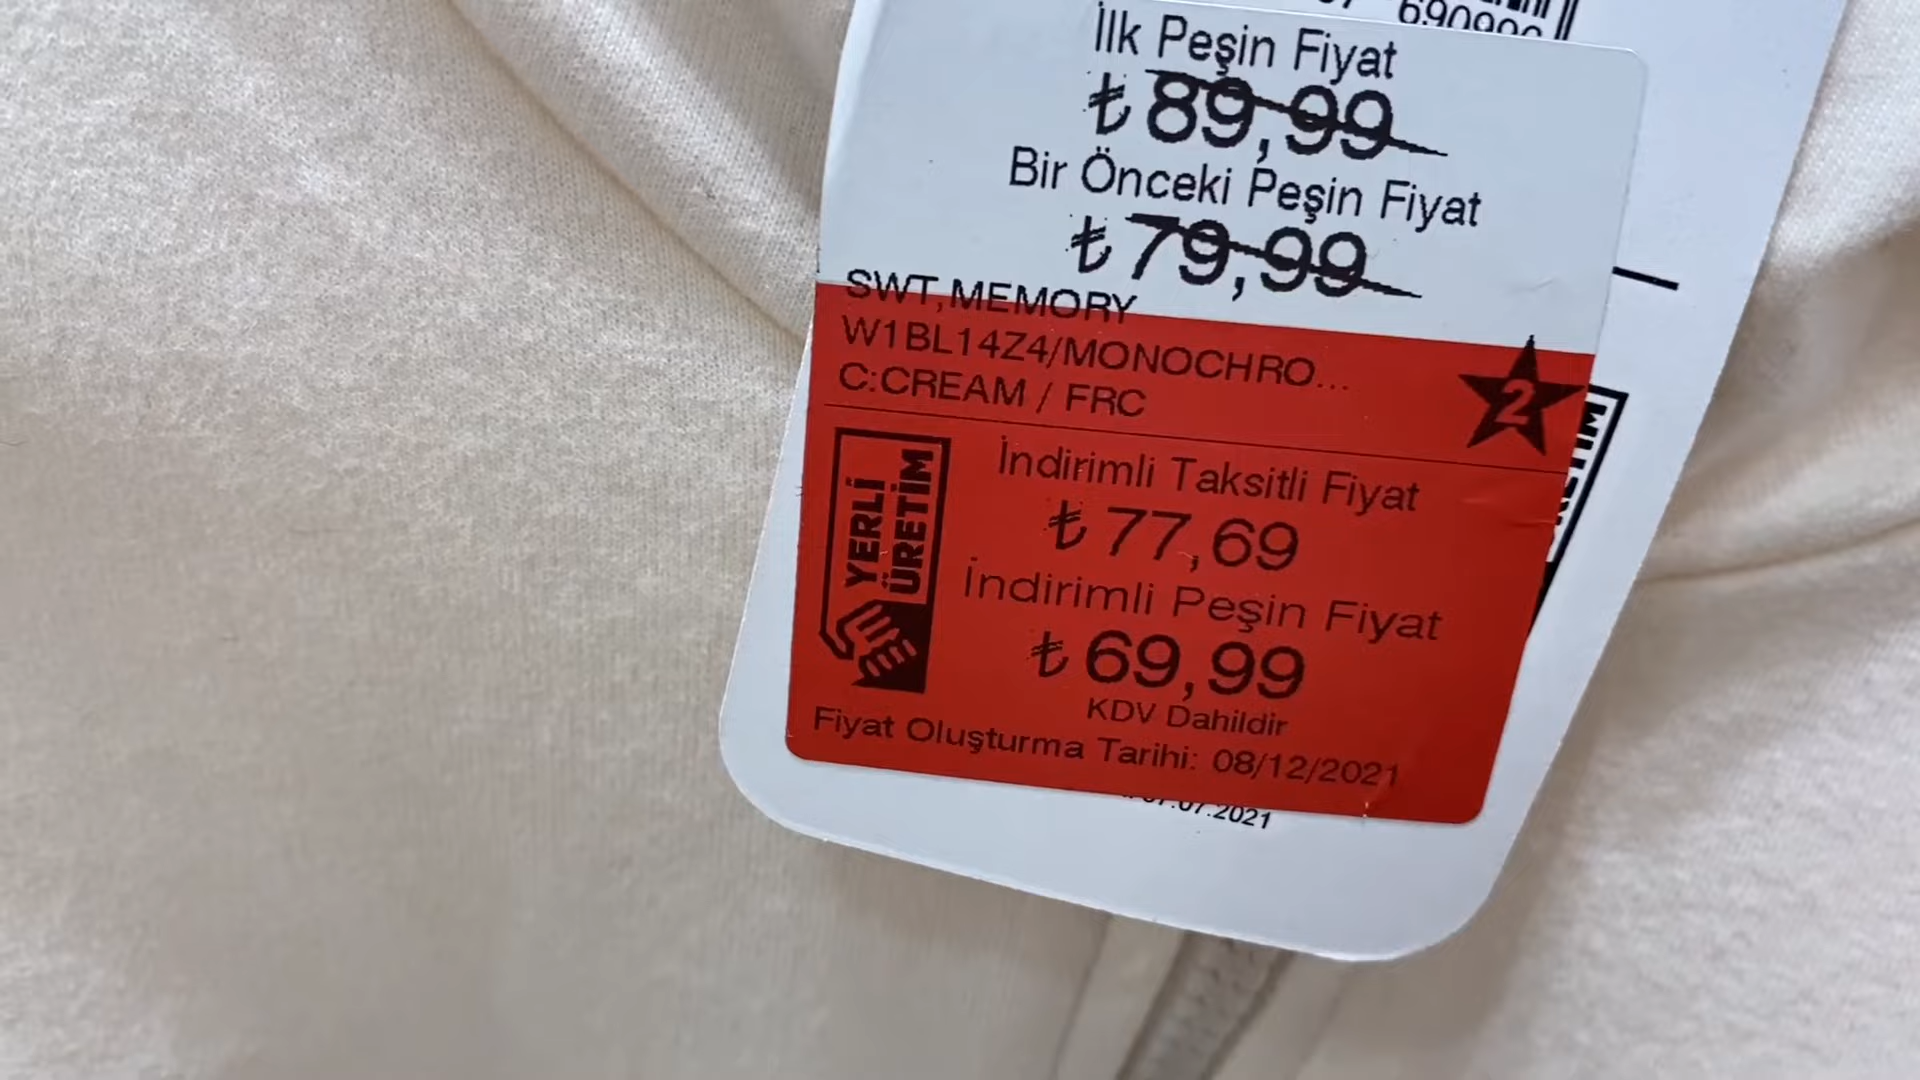 İlk Peşin Fiyat
₺ 89,99
Bir Önceki Peşin Fiyat
₺ 79,99
SWT,MEMORY
W1BL14Z4/MONOCHRO...
C:CREAM / FRC
2
YERLİ
ÜRETİM
İndirimli Taksitli Fiyat
₺ 77,69
İndirimli Peşin Fiyat
₺ 69,99
KDV Dahildir
Fiyat Oluşturma Tarihi: 08/12/2021
.07.2021